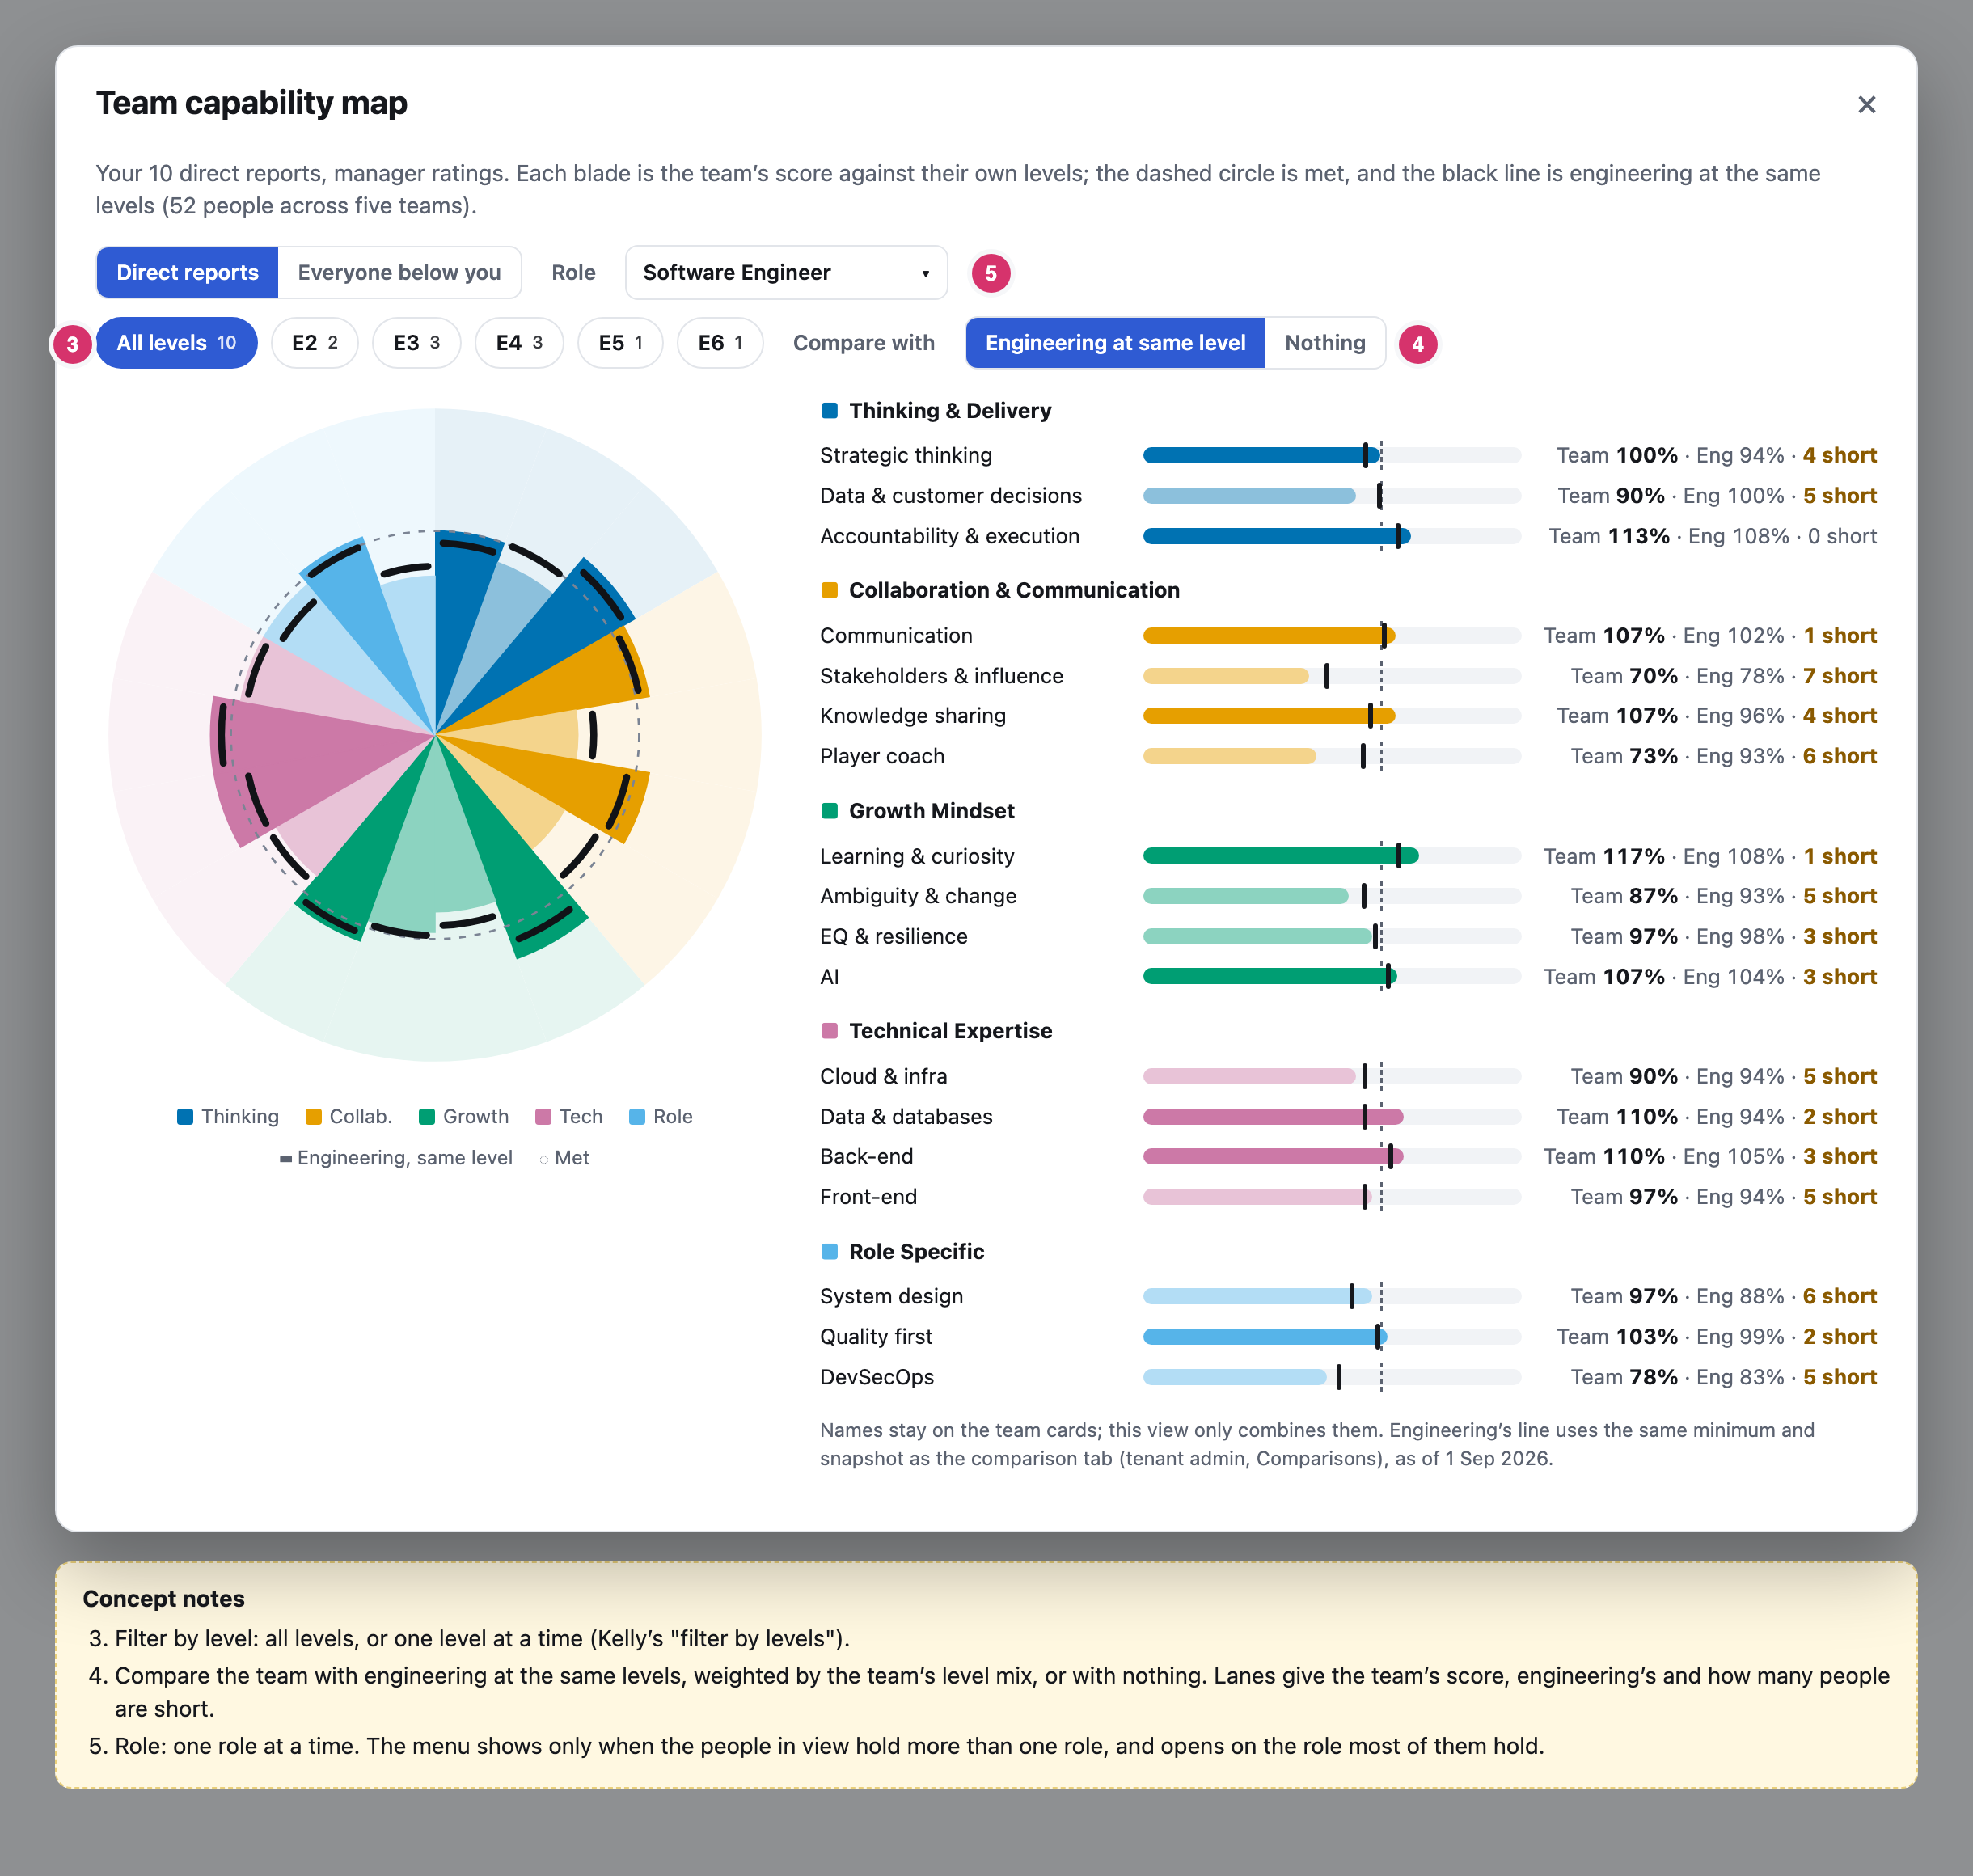 Team capability map
×
Your 10 direct reports, manager ratings. Each blade is the team’s score against their own levels; the dashed circle is met, and the black line is engineering at the same
levels (52 people across five teams).
Direct reports Everyone below you Role Software Engineer ▾ 5
3 All levels 10 E2 2 E3 3 E4 3 E5 1 E6 1 Compare with Engineering at same level Nothing 4
Thinking & Delivery
Strategic thinking Team 100% · Eng 94% · 4 short
Data & customer decisions Team 90% · Eng 100% · 5 short
Accountability & execution Team 113% · Eng 108% · 0 short
Collaboration & Communication
Communication Team 107% · Eng 102% · 1 short
Stakeholders & influence Team 70% · Eng 78% · 7 short
Knowledge sharing Team 107% · Eng 96% · 4 short
Player coach Team 73% · Eng 93% · 6 short
Growth Mindset
Learning & curiosity Team 117% · Eng 108% · 1 short
Ambiguity & change Team 87% · Eng 93% · 5 short
EQ & resilience Team 97% · Eng 98% · 3 short
AI Team 107% · Eng 104% · 3 short
Technical Expertise
Cloud & infra Team 90% · Eng 94% · 5 short
Data & databases Team 110% · Eng 94% · 2 short
Back-end Team 110% · Eng 105% · 3 short
Front-end Team 97% · Eng 94% · 5 short
Role Specific
System design Team 97% · Eng 88% · 6 short
Quality first Team 103% · Eng 99% · 2 short
DevSecOps Team 78% · Eng 83% · 5 short
Names stay on the team cards; this view only combines them. Engineering’s line uses the same minimum and
snapshot as the comparison tab (tenant admin, Comparisons), as of 1 Sep 2026.
Thinking Collab. Growth Tech Role
Engineering, same level Met
Concept notes
3. Filter by level: all levels, or one level at a time (Kelly’s "filter by levels").
4. Compare the team with engineering at the same levels, weighted by the team’s level mix, or with nothing. Lanes give the team’s score, engineering’s and how many people
are short.
5. Role: one role at a time. The menu shows only when the people in view hold more than one role, and opens on the role most of them hold.